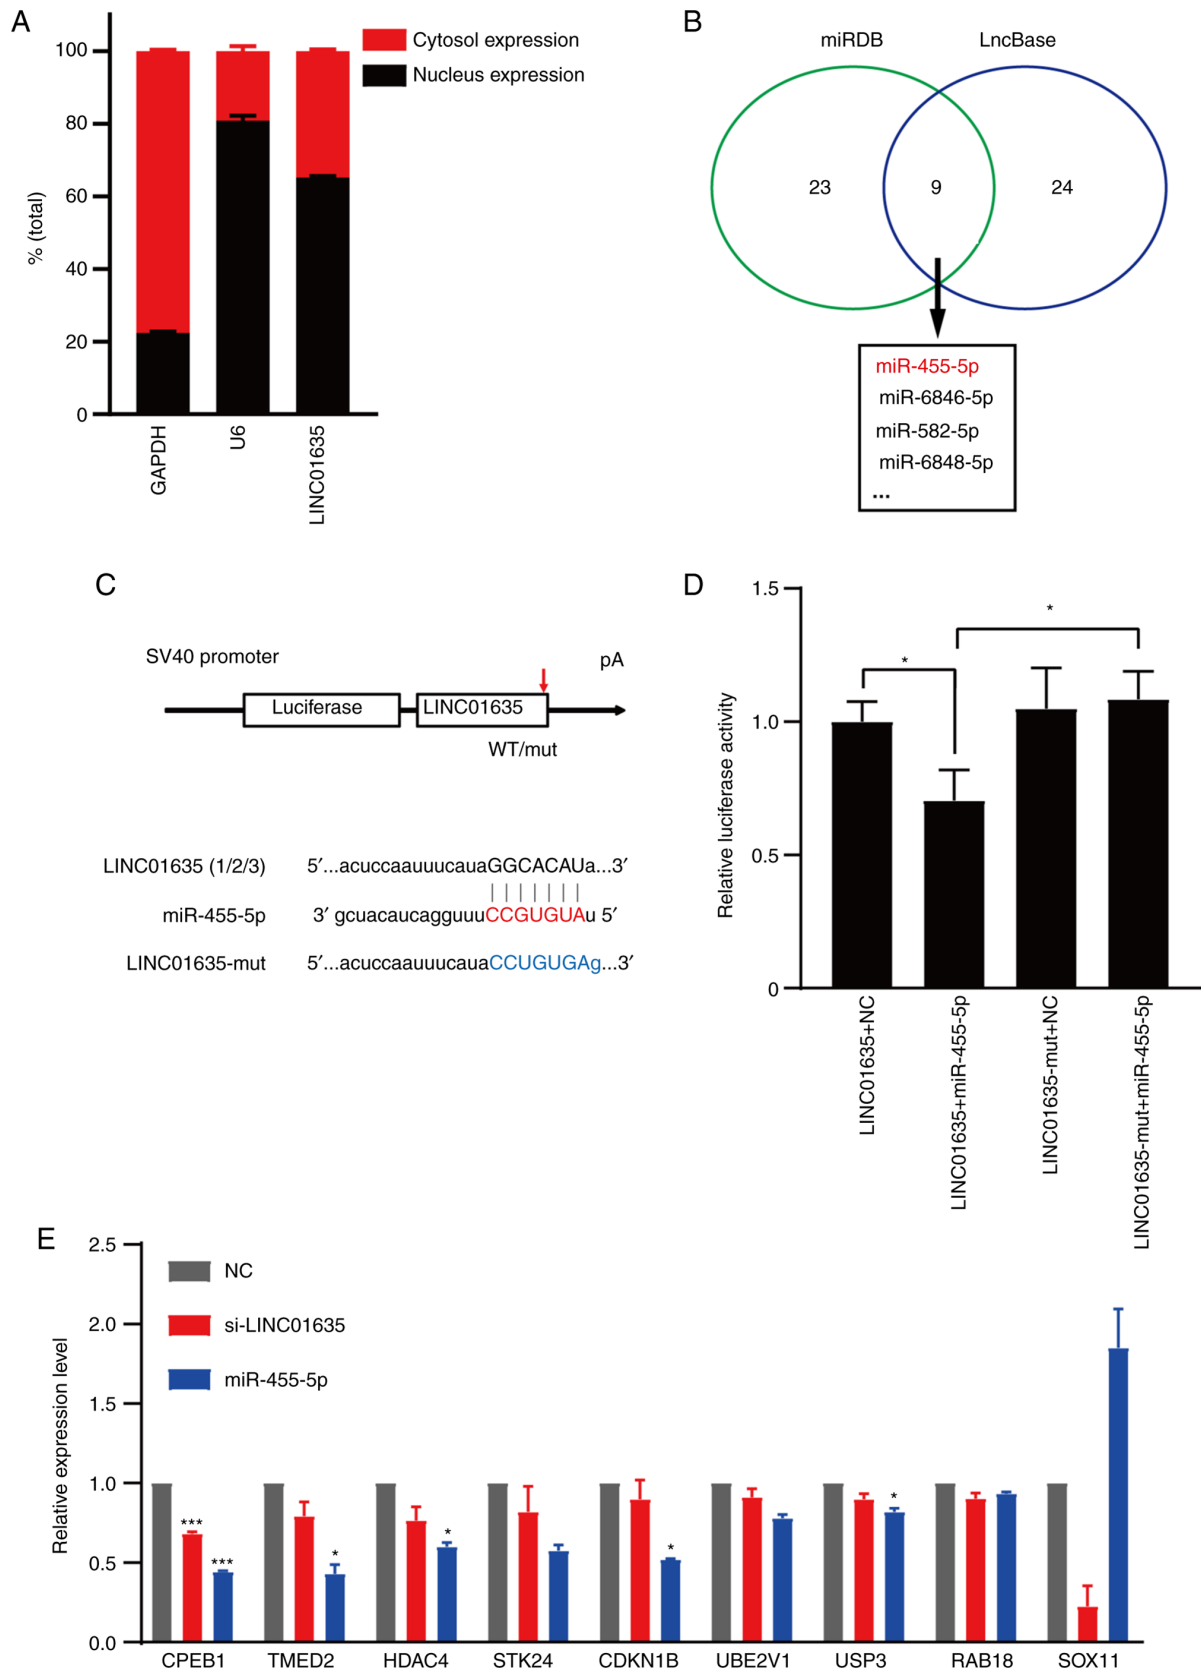 A
% (total)
100
80
60
40
20
0
GAPDH
U6
LINC01635
Cytosol expression
Nucleus expression
B
miRDB
LncBase
23
9
24
miR-455-5p
miR-6846-5p
miR-582-5p
miR-6848-5p
...
C
SV40 promoter
pA
Luciferase
LINC01635
WT/mut
LINC01635 (1/2/3) 5′...acuccaauuucauaGGCACAUa...3′
miR-455-5p 3′ gcuacaucagguuuCCGUGUAu 5′
LINC01635-mut 5′...acuccaauuucauaCCUGUGAg...3′
D
Relative luciferase activity
1.5
1.0
0.5
0
*
*
LINC01635+NC
LINC01635+miR-455-5p
LINC01635-mut+NC
LINC01635-mut+miR-455-5p
E
Relative expression level
2.5
2.0
1.5
1.0
0.5
0.0
NC
si-LINC01635
miR-455-5p
***
***
*
*
*
*
CPEB1
TMED2
HDAC4
STK24
CDKN1B
UBE2V1
USP3
RAB18
SOX11